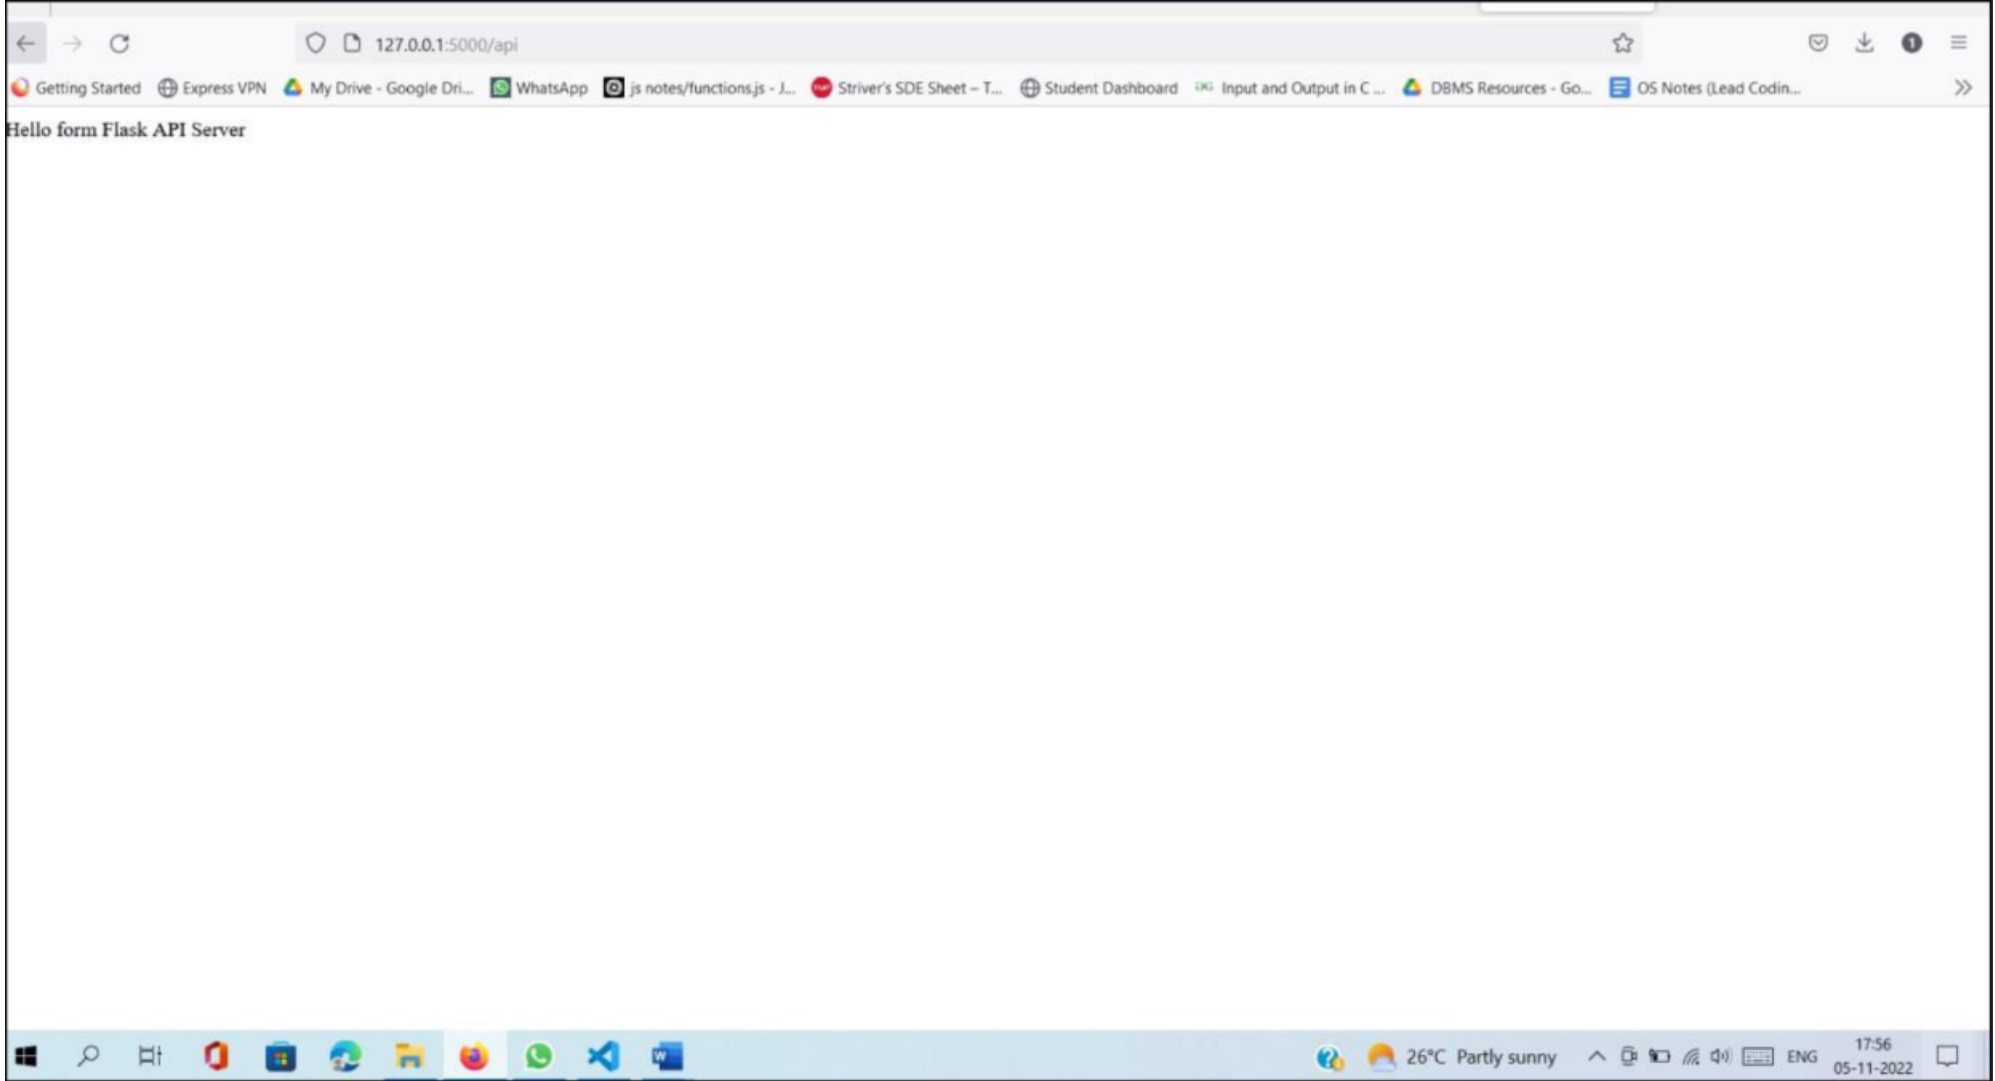 127.0.0.1:5000/api
Getting Started Express VPN My Drive - Google Dri... WhatsApp js notes/functions.js - J... Striver's SDE Sheet – T... Student Dashboard Input and Output in C ... DBMS Resources - Go... OS Notes (Lead Codin...
Hello form Flask API Server
26°C Partly sunny ENG 17:56
05-11-2022